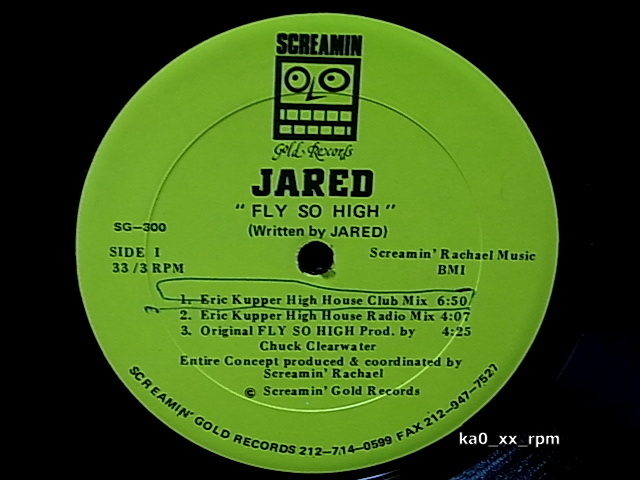 SCREAMIN
Gold Records
JARED
"FLY SO HIGH"
(Written by JARED)
SG-300
SIDE I
33/3 RPM
Screamin' Rachael Music
BMI
1. Eric Kupper High House Club Mix 6:50
2. Eric Kupper High House Radio Mix 4:07
3. Original FLY SO HIGH Prod. by 4:25
Chuck Clearwater
Entire Concept produced & coordinated by
Screamin' Rachael
© Screamin' Gold Records
SCREAMIN' GOLD RECORDS 212-714-0599 FAX 212-947-7527
ka0_xx_rpm